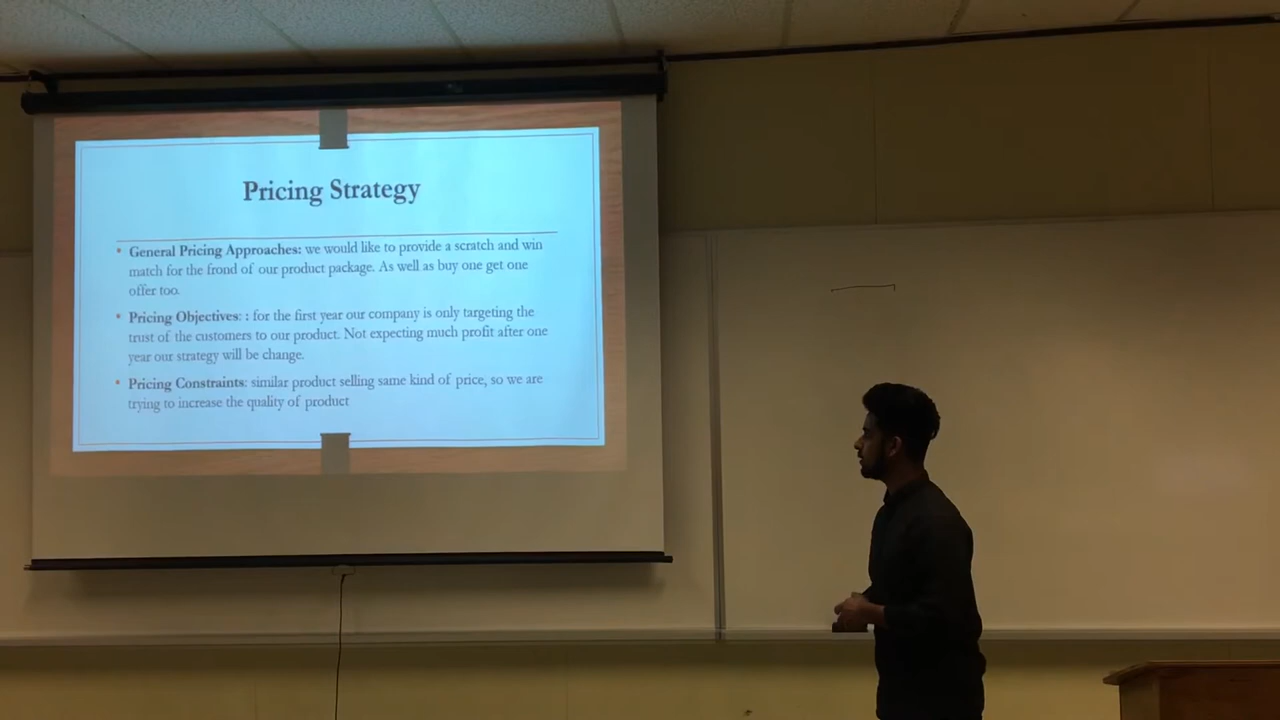 Pricing Strategy
• General Pricing Approaches: we would like to provide a scratch and win
match for the frond of our product package. As well as buy one get one
offer too.
• Pricing Objectives: : for the first year our company is only targeting the
trust of the customers to our product. Not expecting much profit after one
year our strategy will be change.
• Pricing Constraints: similar product selling same kind of price, so we are
trying to increase the quality of product